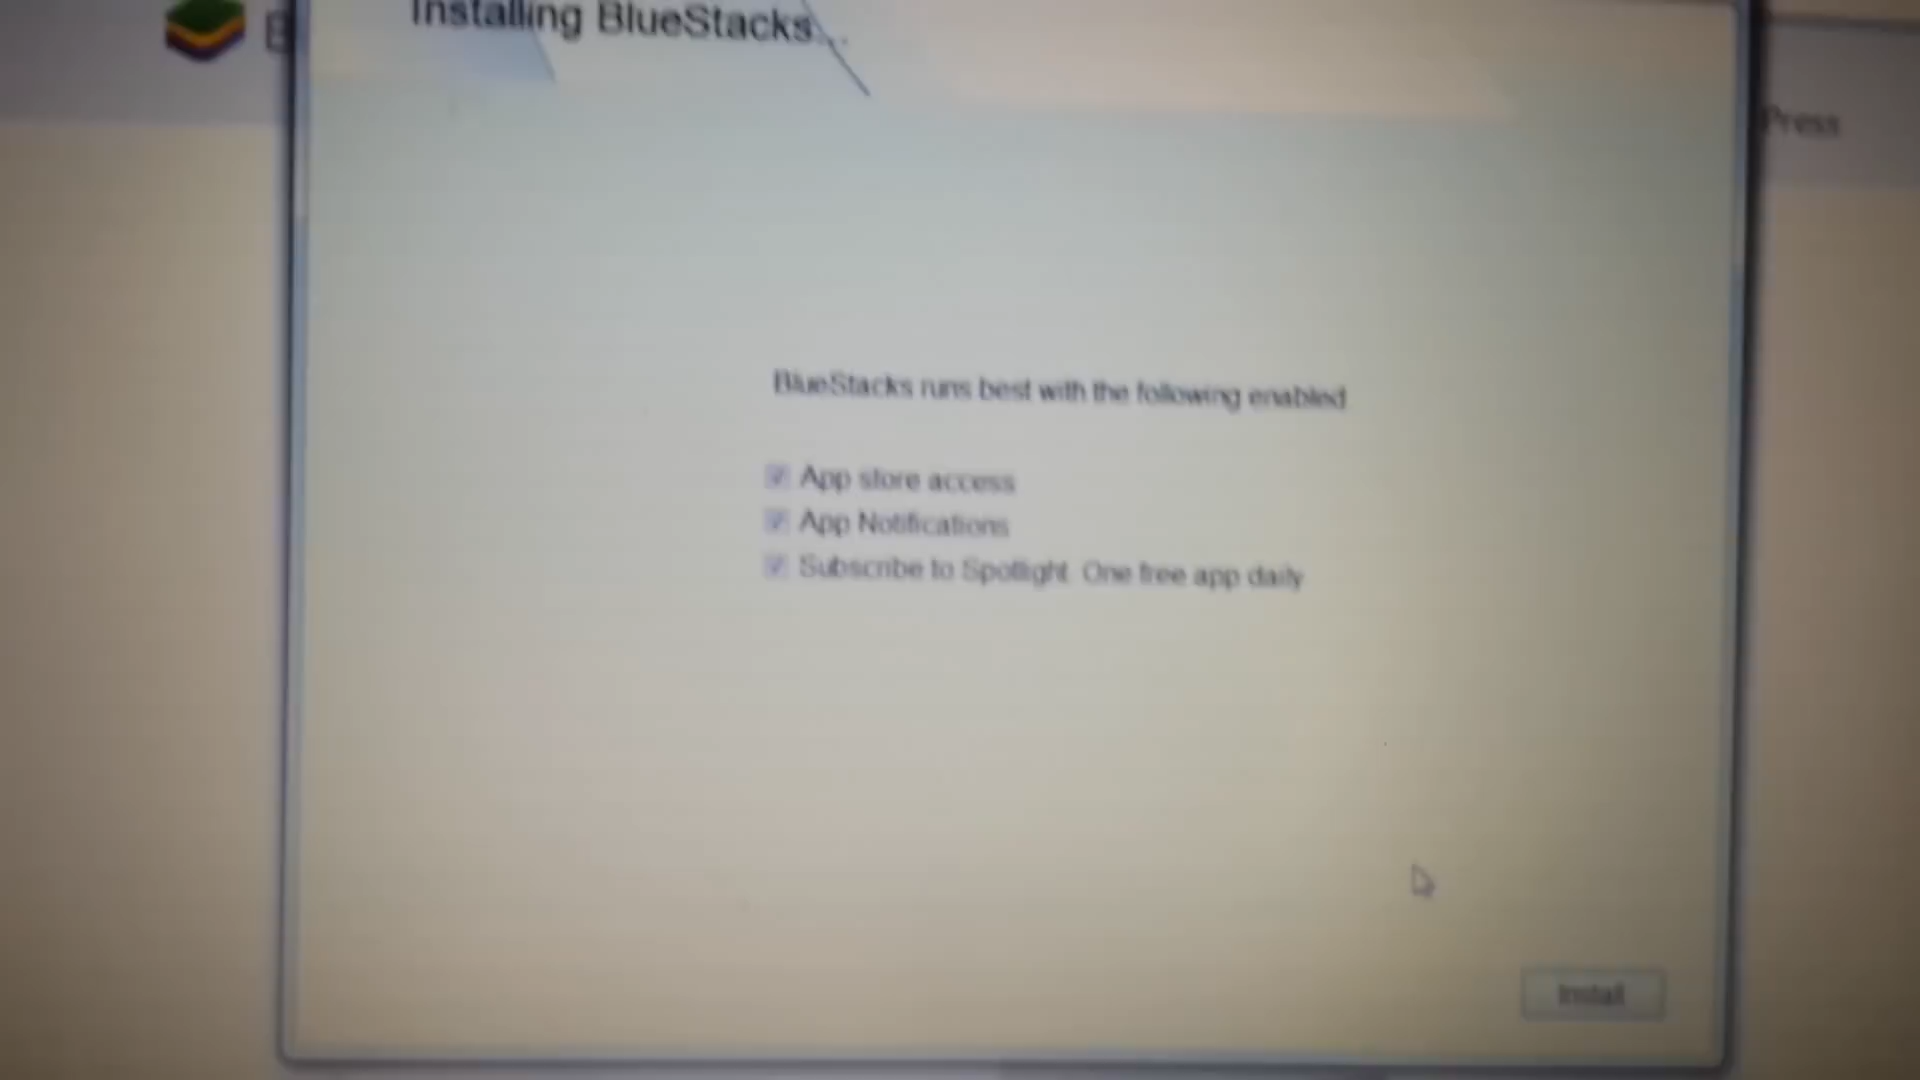 Installing BlueStacks...
B
Press
BlueStacks runs best with the following enabled
App store access
App Notifications
Subscribe to Spotlight. One free app daily
Install